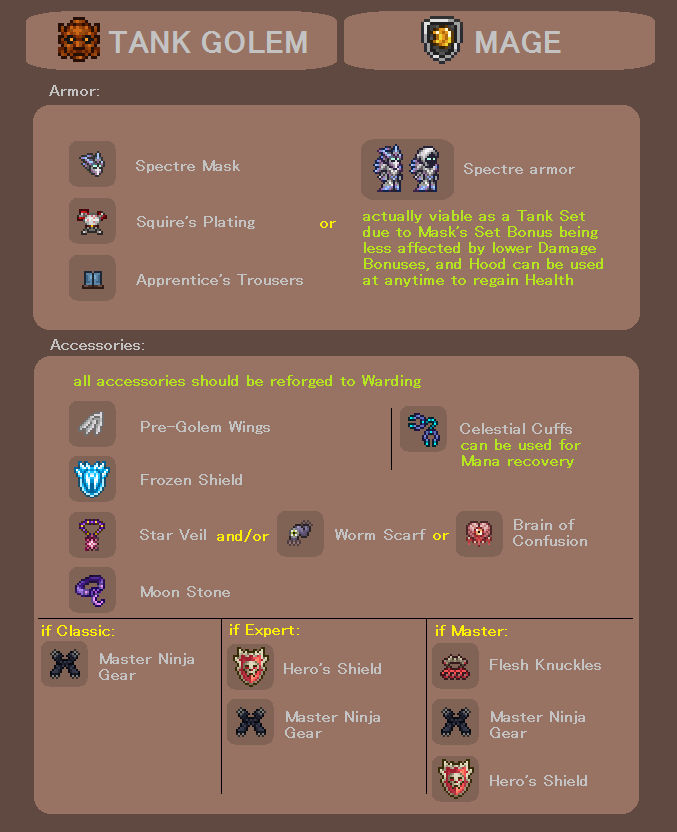 TANK GOLEM
MAGE
Armor:
Spectre Mask
Squire's Plating
Apprentice's Trousers
or
Spectre armor
actually viable as a Tank Set
due to Mask's Set Bonus being
less affected by lower Damage
Bonuses, and Hood can be used
at anytime to regain Health
Accessories:
all accessories should be reforged to Warding
Pre-Golem Wings
Celestial Cuffs
can be used for
Mana recovery
Frozen Shield
Star Veil and/or Worm Scarf or Brain of
Confusion
Moon Stone
if Classic:
Master Ninja
Gear
if Expert:
Hero's Shield
Master Ninja
Gear
if Master:
Flesh Knuckles
Master Ninja
Gear
Hero's Shield